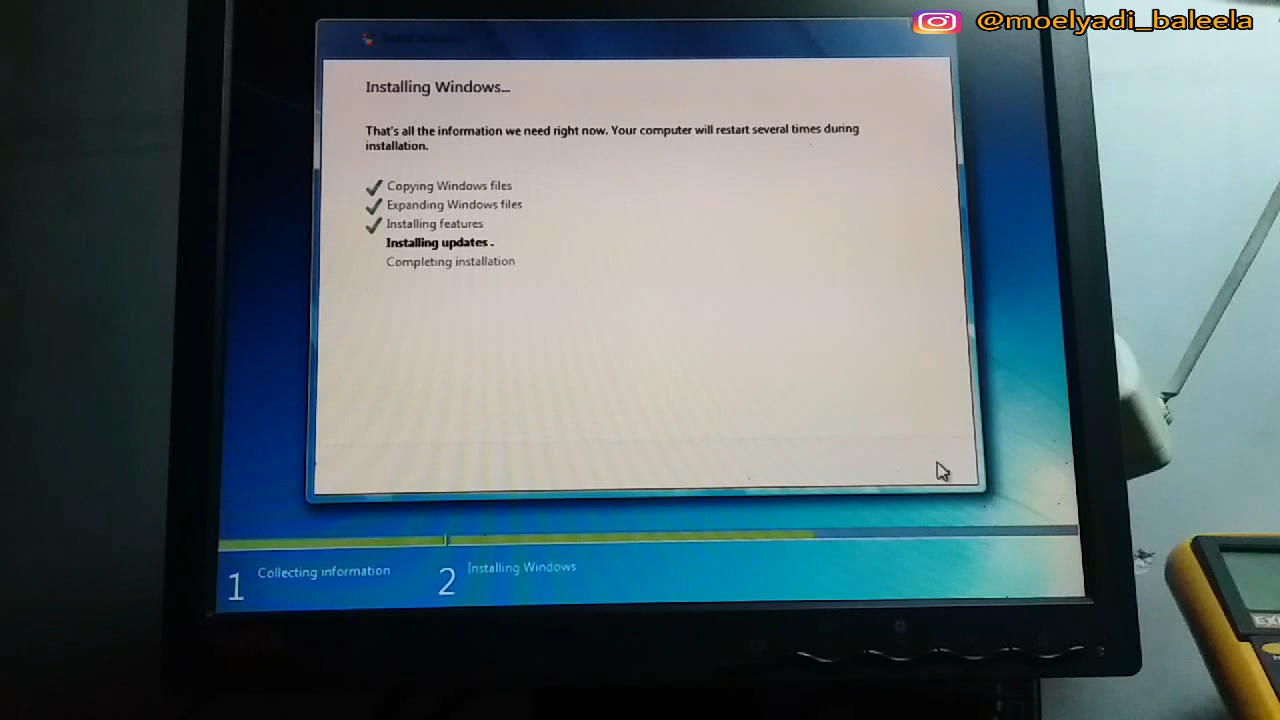 @moelyadi_baleela
Installing Windows...
That's all the information we need right now. Your computer will restart several times during
installation.
Copying Windows files
Expanding Windows files
Installing features
Installing updates .
Completing installation
1 Collecting information
2 Installing Windows